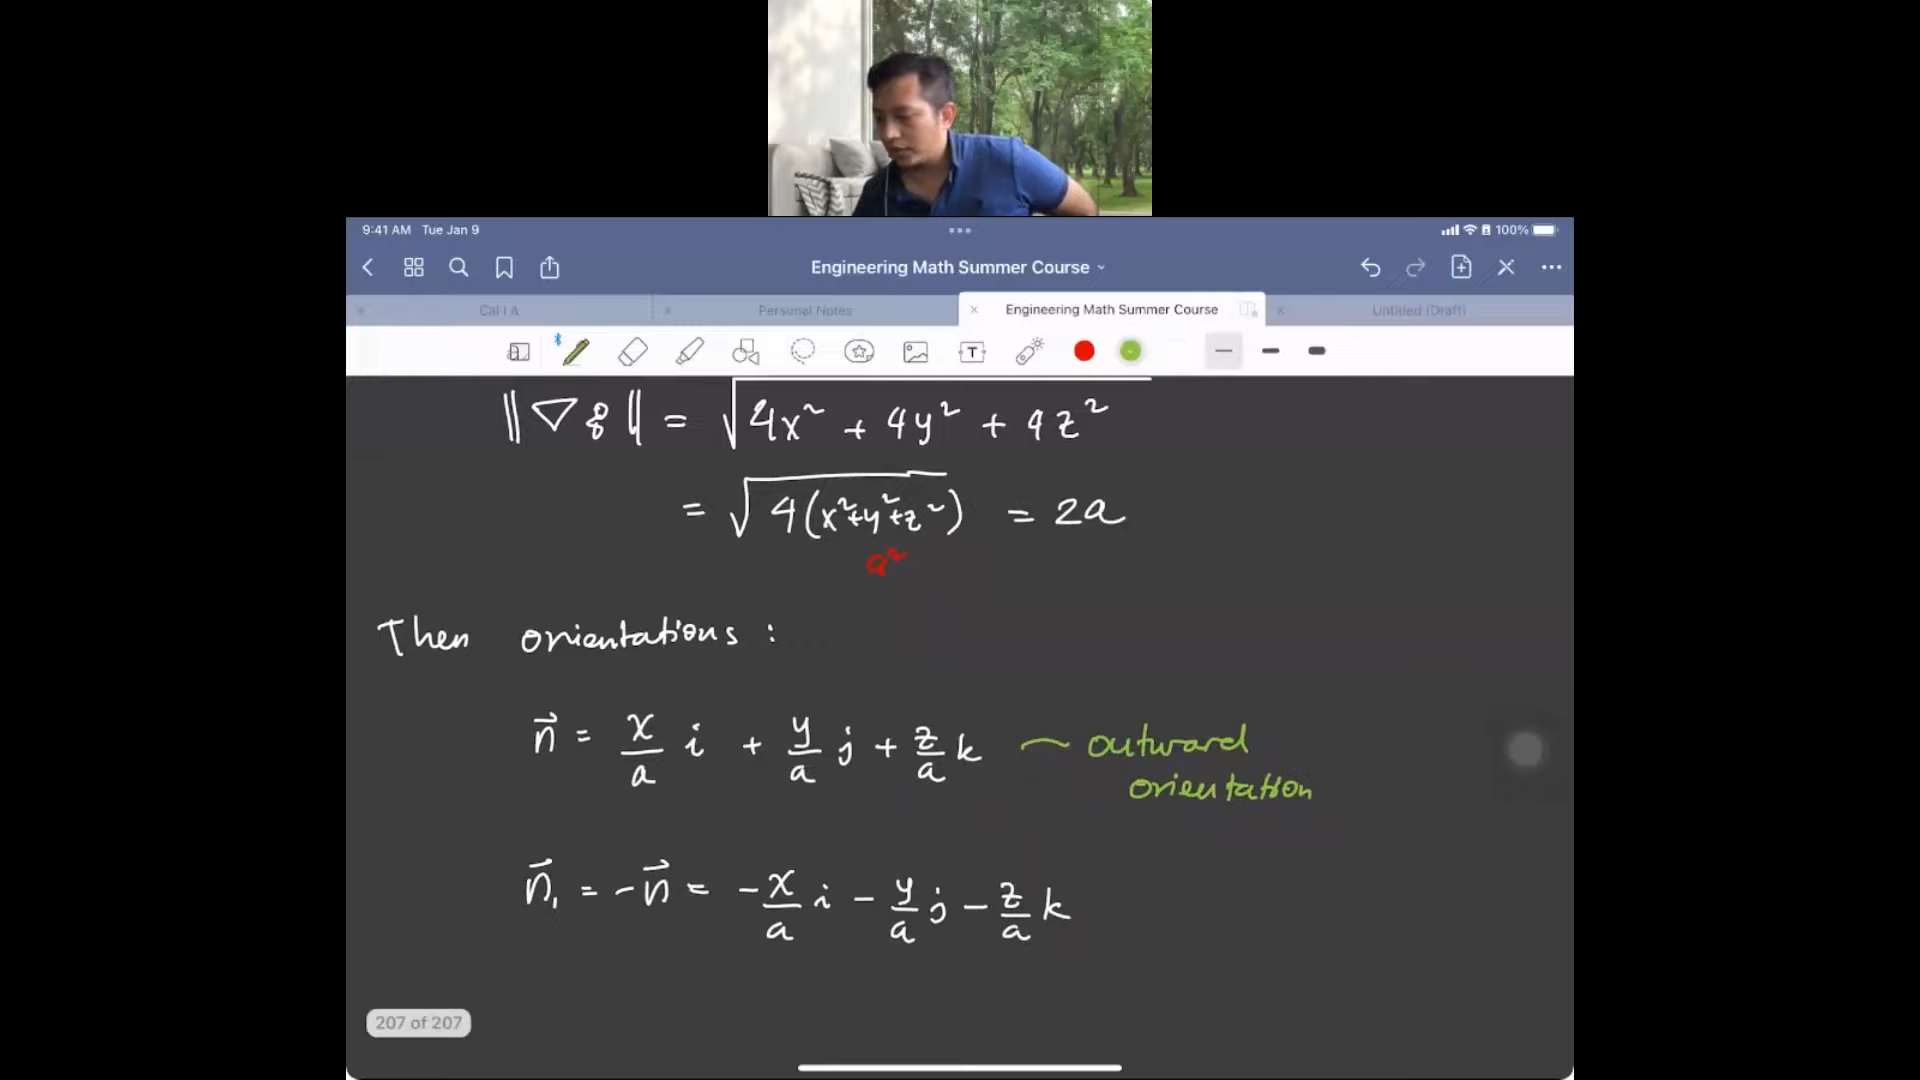 9:41 AM Tue Jan 9
100%
Engineering Math Summer Course
Cal I A
Personal Notes
Engineering Math Summer Course
Untitled (Draft)
T
‖∇g‖ = √(4x² + 4y² + 4z²)
= √(4(x²+y²+z²)) = 2a
a²
Then orientations :
n⃗ = x/a i + y/a j + z/a k ~ outward
orientation
n⃗₁ = -n⃗ = -x/a i - y/a j - z/a k
207 of 207